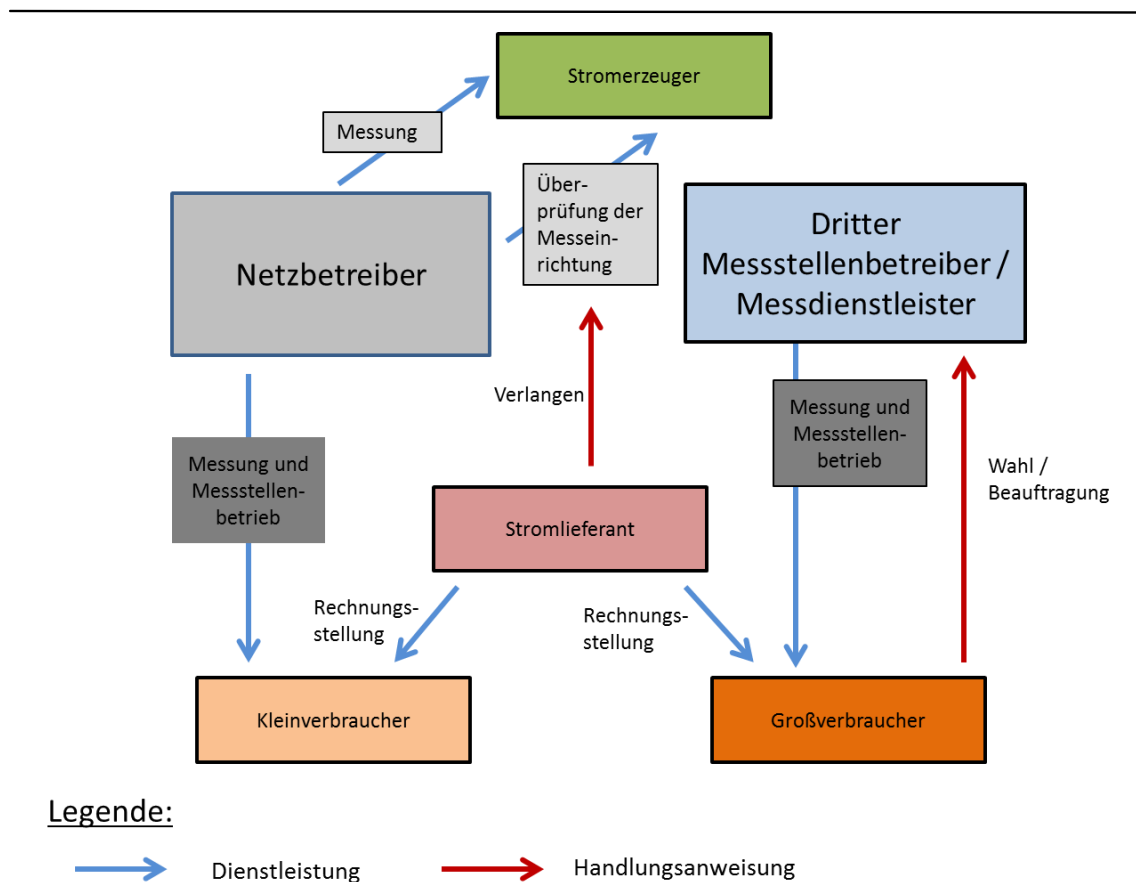 Stromerzeuger
Messung
Über-
prüfung der
Messein-
richtung
Netzbetreiber
Dritter
Messstellenbetreiber /
Messdienstleister
Verlangen
Messung und
Messstellen-
betrieb
Messung und
Messstellen-
betrieb
Wahl /
Beauftragung
Stromlieferant
Rechnungs-
stellung
Rechnungs-
stellung
Kleinverbraucher
Großverbraucher
Legende:
Dienstleistung
Handlungsanweisung